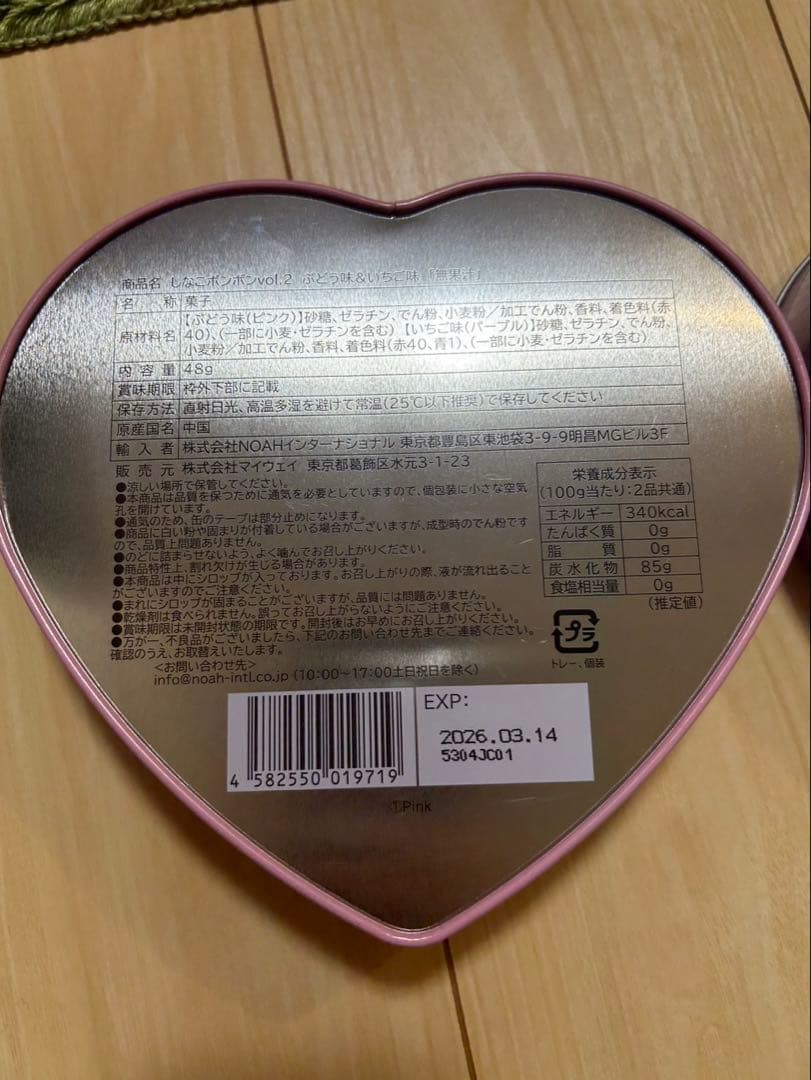 商品名 しなこボンボンvol.2 ぶどう味&いちご味 「無果汁」
名 称 菓子
原材料名 【ぶどう味(ピンク)】砂糖、ゼラチン、でん粉、小麦粉/加工でん粉、香料、着色料(赤
40)、(一部に小麦・ゼラチンを含む) 【いちご味(パープル)】砂糖、ゼラチン、でん粉、
小麦粉/加工でん粉、香料、着色料(赤40、青1)、(一部に小麦・ゼラチンを含む)
内容量 48g
賞味期限 枠外下部に記載
保存方法 直射日光、高温多湿を避けて常温(25℃以下推奨)で保存してください
原産国名 中国
輸入者 株式会社NOAHインターナショナル 東京都豊島区東池袋3-9-9明昌MGビル3F
販売元 株式会社マイウェイ 東京都葛飾区水元3-1-23
●涼しい場所で保管してください。
●本商品は品質を保つために通気を必要としていますので、個包装に小さな空気
孔を開けています。
●通気のため、缶のテープは部分止めになります。
●商品に白い粉や固まりが付着している場合がございますが、成型時のでん粉です
ので、品質上問題ありません。
●のどに詰まらせないよう、よく噛んでお召し上がりください。
●商品特性上、割れ欠けが生じる場合があります。
●本商品は中にシロップが入っております。お召し上がりの際、液が流れ出ること
がございますのでご注意ください。
●まれにシロップが固まることがございますが、品質には問題ありません。
●乾燥剤は食べられません。誤ってお召し上がらないようにご注意ください。
●賞味期限は未開封状態の期限です。開封後はお早めにお召し上がりください。
●万が一、不良品がございましたら、下記のお問い合わせ先までご連絡ください。
確認のうえ、お取替えいたします。
<お問い合わせ先>
info@noah-intl.co.jp (10:00~17:00土日祝日を除く)
栄養成分表示
(100g当たり:2品共通)
エネルギー 340kcal
たんぱく質 0g
脂質 0g
炭水化物 85g
食塩相当量 0g
(推定値)
プラ
トレー、個装
EXP:
2026.03.14
5304JC01
4 582550 019719
1.Pink